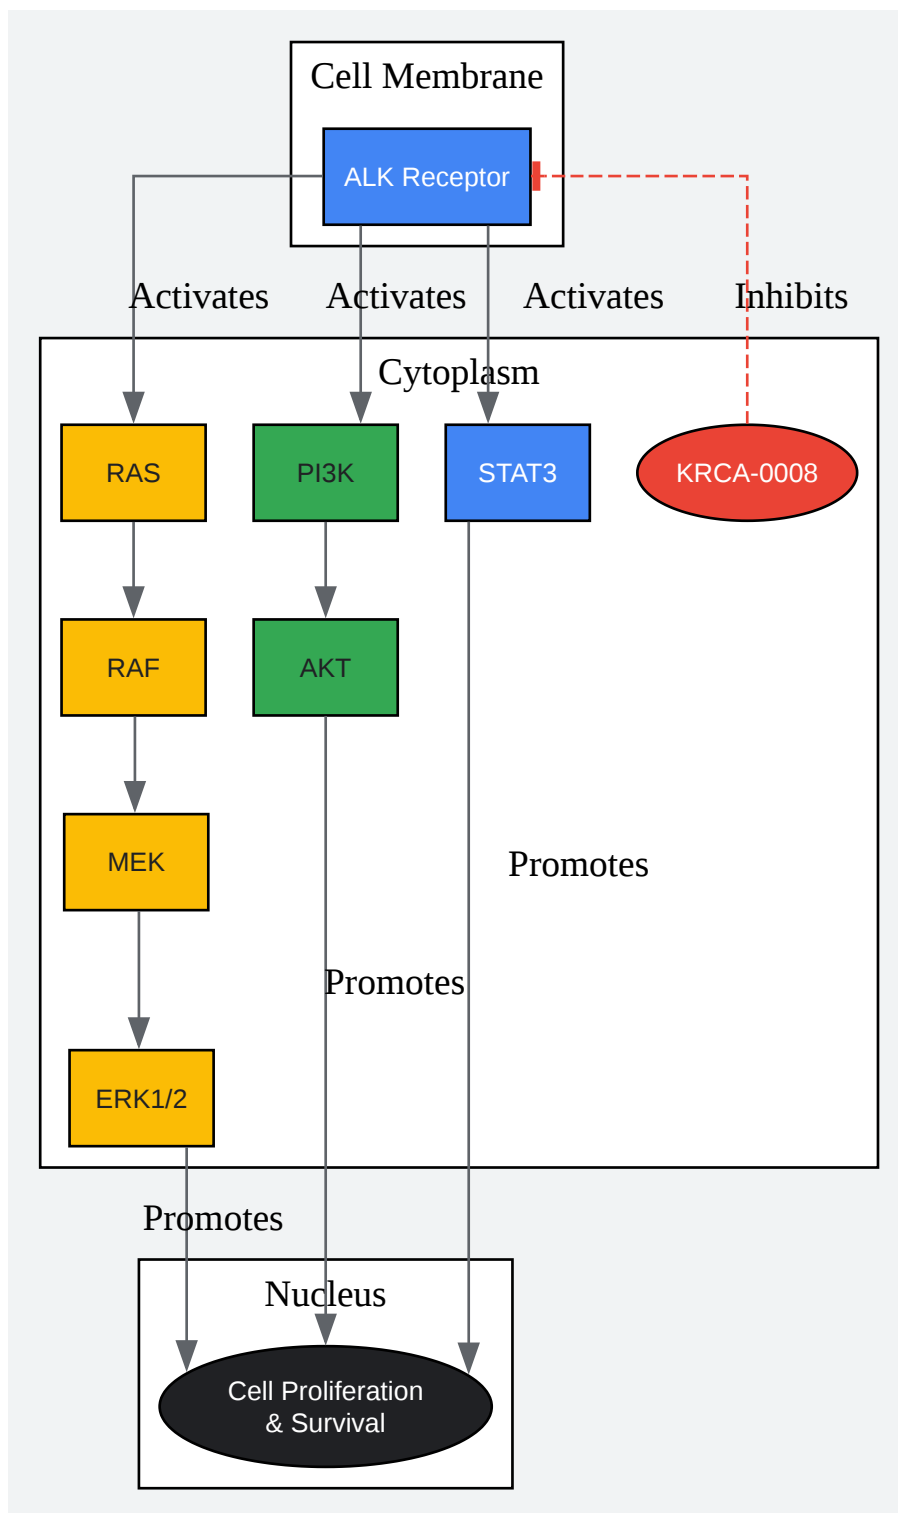 Cell Membrane
ALK Receptor
Activates
Activates
Activates
Inhibits
Cytoplasm
RAS
PI3K
STAT3
KRCA-0008
RAF
AKT
MEK
Promotes
Promotes
ERK1/2
Promotes
Nucleus
Cell Proliferation
& Survival